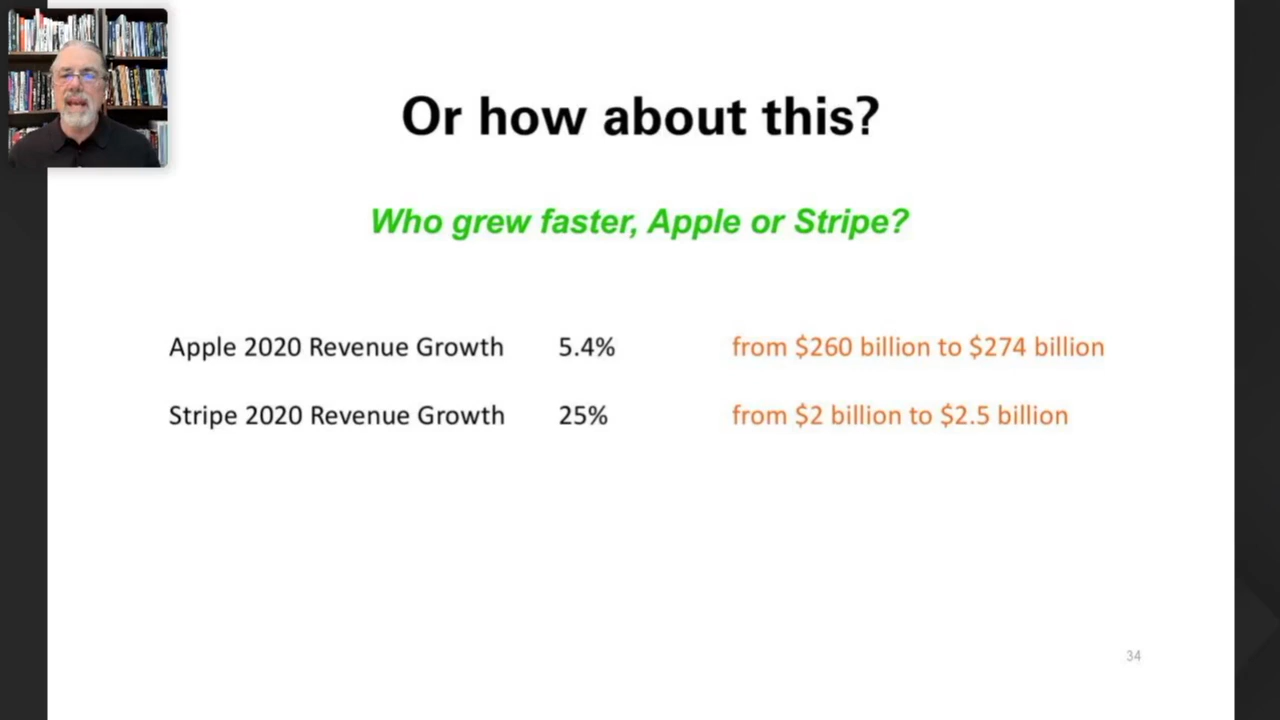 Or how about this?
Who grew faster, Apple or Stripe?
Apple 2020 Revenue Growth 5.4% from $260 billion to $274 billion
Stripe 2020 Revenue Growth 25% from $2 billion to $2.5 billion
34